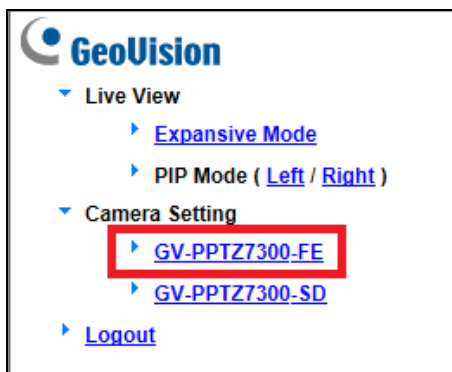 GeoVision
Live View
Expansive Mode
PIP Mode ( Left / Right )
Camera Setting
GV-PPTZ7300-FE
GV-PPTZ7300-SD
Logout